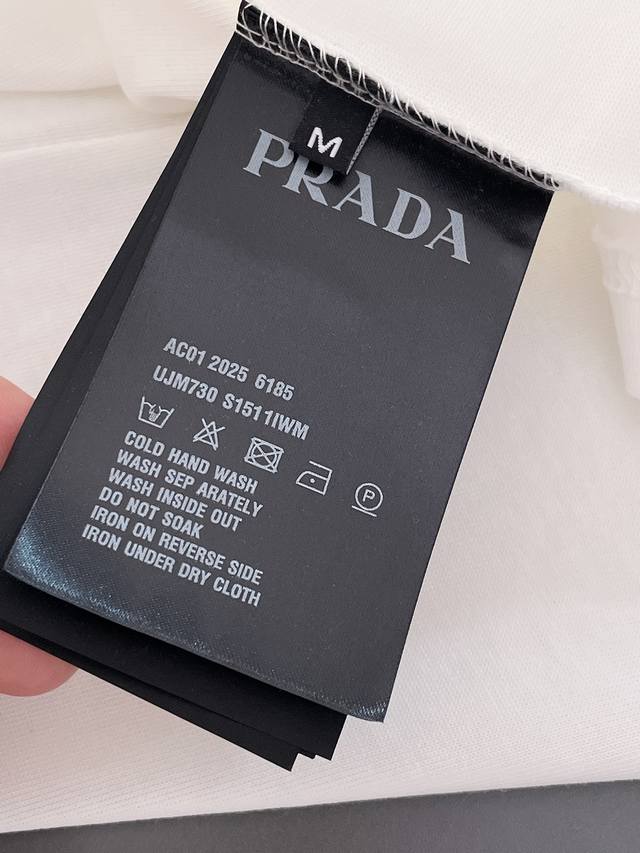 M
PRADA
AC01 2025 6185
UJM730 S1511IWM
P
COLD HAND WASH
WASH SEP ARATELY
WASH INSIDE OUT
DO NOT SOAK
IRON ON REVERSE SIDE
IRON UNDER DRY CLOTH